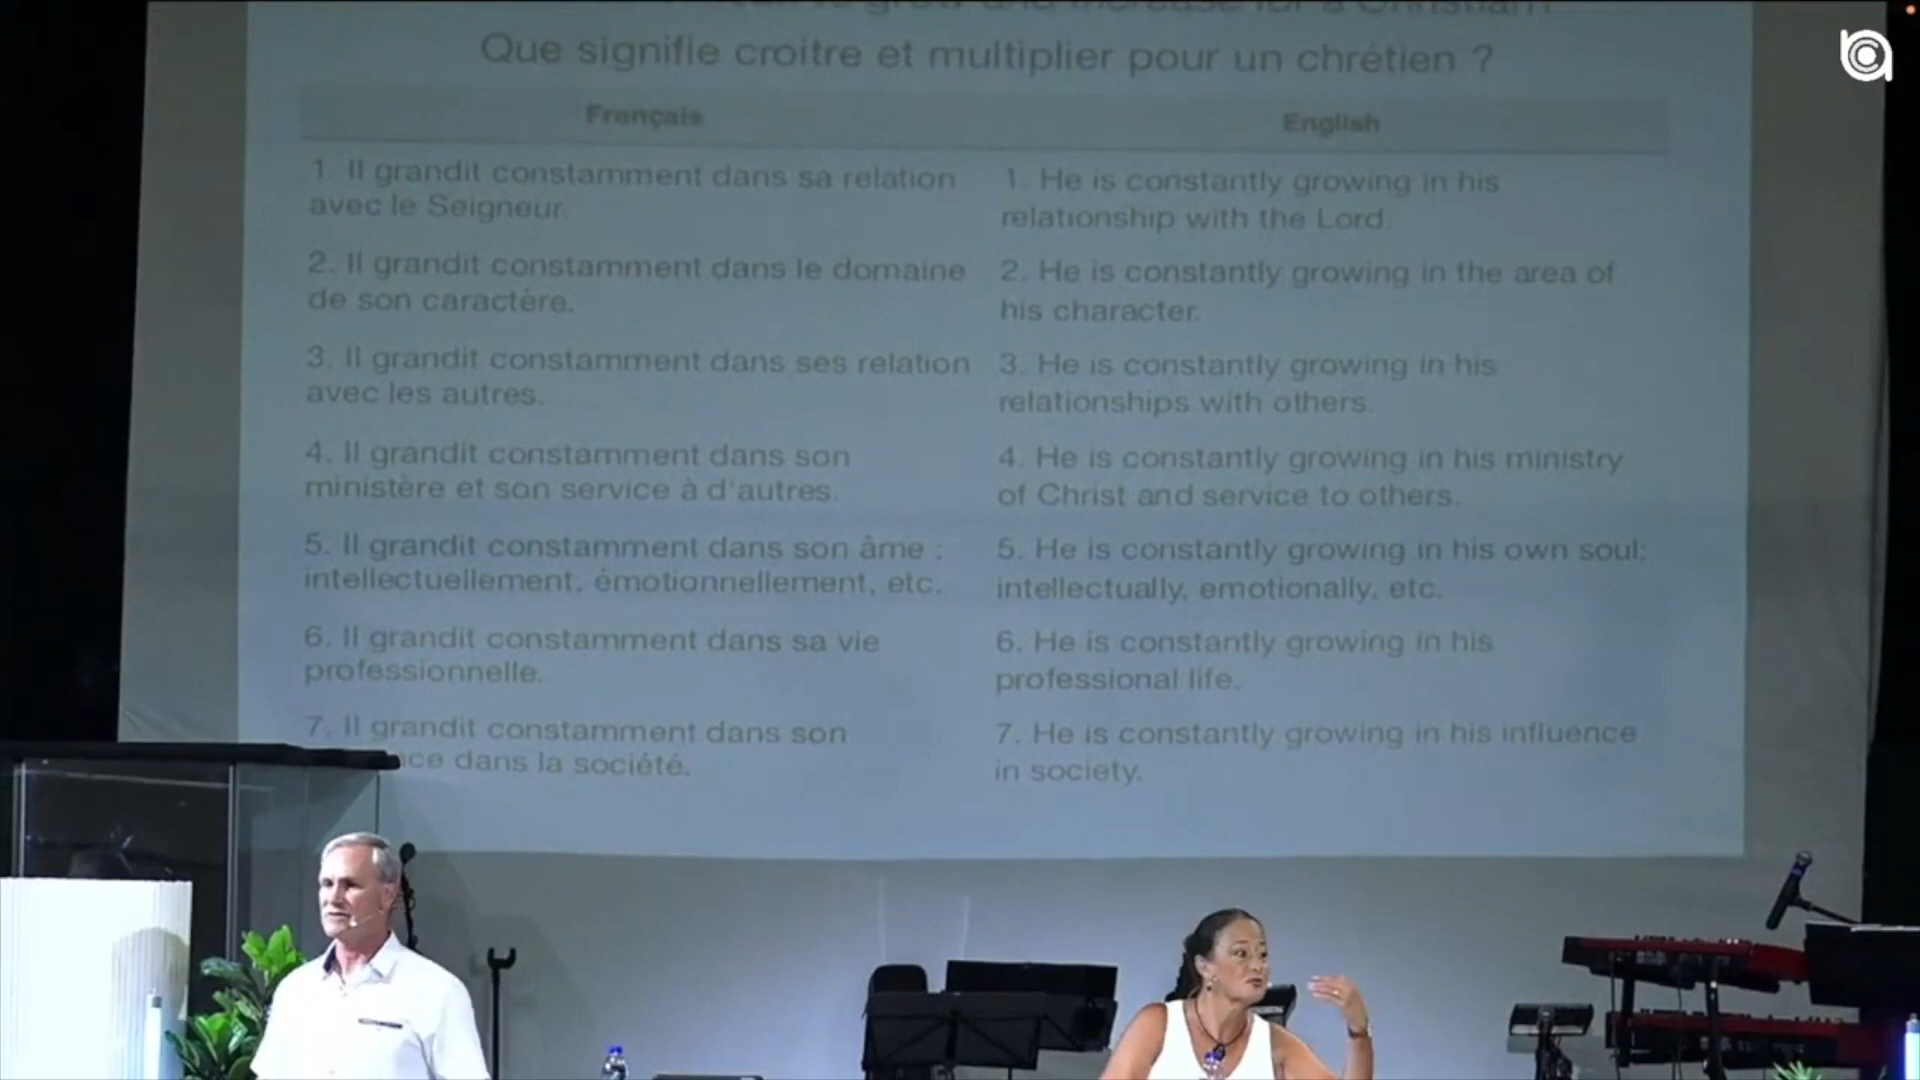 grow and increase for a Christian?
Que signifie croitre et multiplier pour un chrétien ?
Français
English
1. Il grandit constamment dans sa relation
avec le Seigneur.
1. He is constantly growing in his
relationship with the Lord.
2. Il grandit constamment dans le domaine
de son caractère.
2. He is constantly growing in the area of
his character.
3. Il grandit constamment dans ses relation
avec les autres.
3. He is constantly growing in his
relationships with others.
4. Il grandit constamment dans son
ministère et son service à d'autres.
4. He is constantly growing in his ministry
of Christ and service to others.
5. Il grandit constamment dans son âme :
intellectuellement, émotionnellement, etc.
5. He is constantly growing in his own soul:
intellectually, emotionally, etc.
6. Il grandit constamment dans sa vie
professionnelle.
6. He is constantly growing in his
professional life.
7. Il grandit constamment dans son
dans la société.
7. He is constantly growing in his influence
in society.